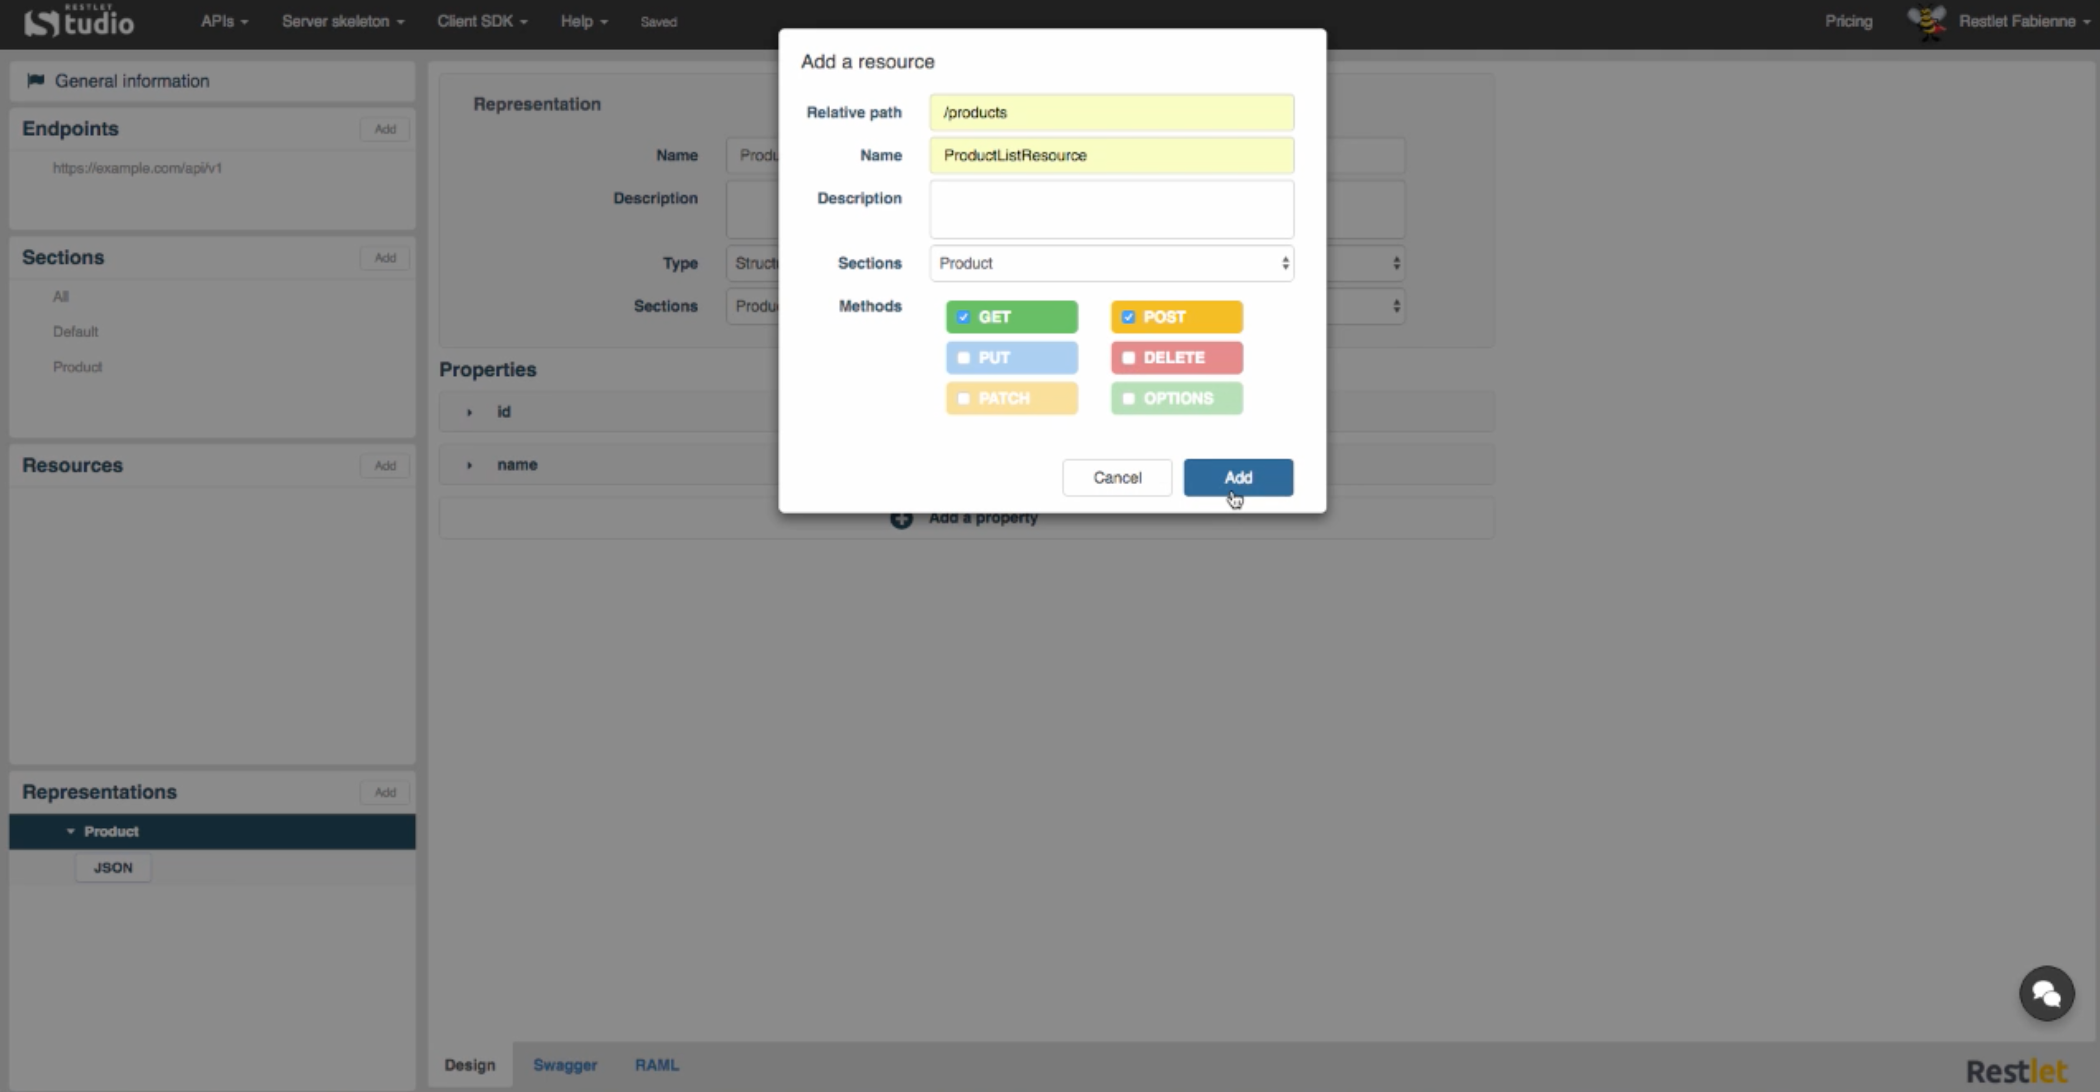 RESTLET
Studio
APIs
Server skeleton
Client SDK
Help
Saved
Pricing
Restlet Fabienne
General information
Endpoints
Add
https://example.com/api/v1
Sections
Add
All
Default
Product
Resources
Add
Representations
Add
Product
JSON
Representation
Name
Produ
Description
Type
Struct
Sections
Produ
Properties
id
name
Add a property
Add a resource
Relative path
/products
Name
ProductListResource
Description
Sections
Product
Methods
GET
POST
PUT
DELETE
PATCH
OPTIONS
Cancel
Add
Design
Swagger
RAML
Restlet